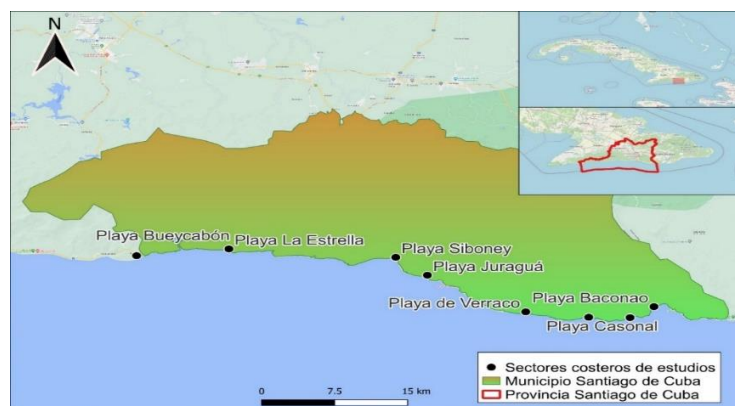 N
Playa Bueycabón
Playa La Estrella
Playa Siboney
Playa Juraguá
Playa de Verraco
Playa Baconao
Playa Casonal
Sectores costeros de estudios
Municipio Santiago de Cuba
Provincia Santiago de Cuba
0 7.5 15 km